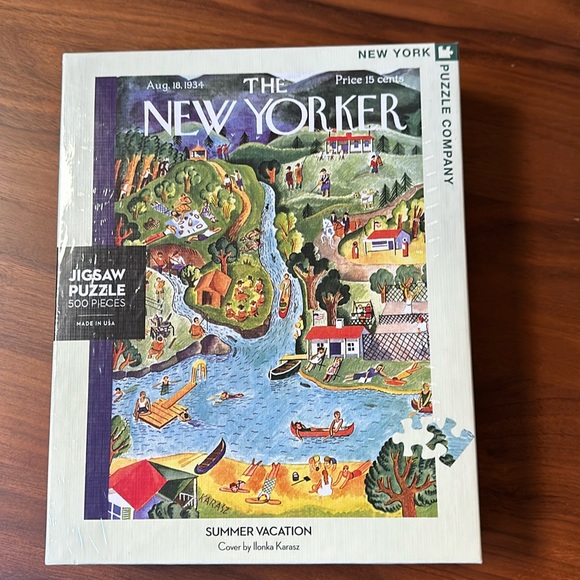 NEW YORK
PUZZLE COMPANY
Aug. 18, 1934
THE
Price 15 cents
NEW YORKER
JIGSAW
PUZZLE
500 PIECES
MADE IN USA
KARASZ
SUMMER VACATION
Cover by Ilonka Karasz